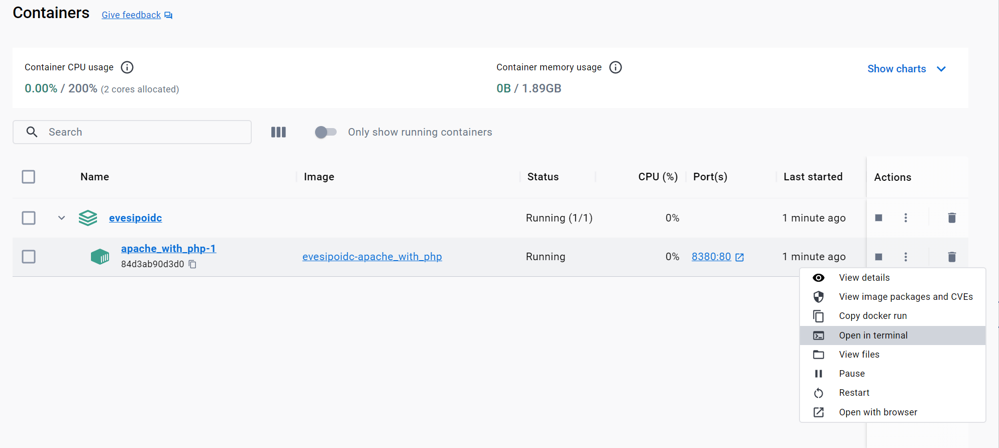 Containers Give feedback
Container CPU usage
0.00% / 200% (2 cores allocated)
Container memory usage
0B / 1.89GB
Show charts
Search
Only show running containers
Name Image Status CPU (%) Port(s) Last started Actions
evesipoidc Running (1/1) 0% 1 minute ago
apache_with_php-1
84d3ab90d3d0
evesipoidc-apache_with_php Running 0% 8380:80 1 minute ago
View details
View image packages and CVEs
Copy docker run
Open in terminal
View files
Pause
Restart
Open with browser